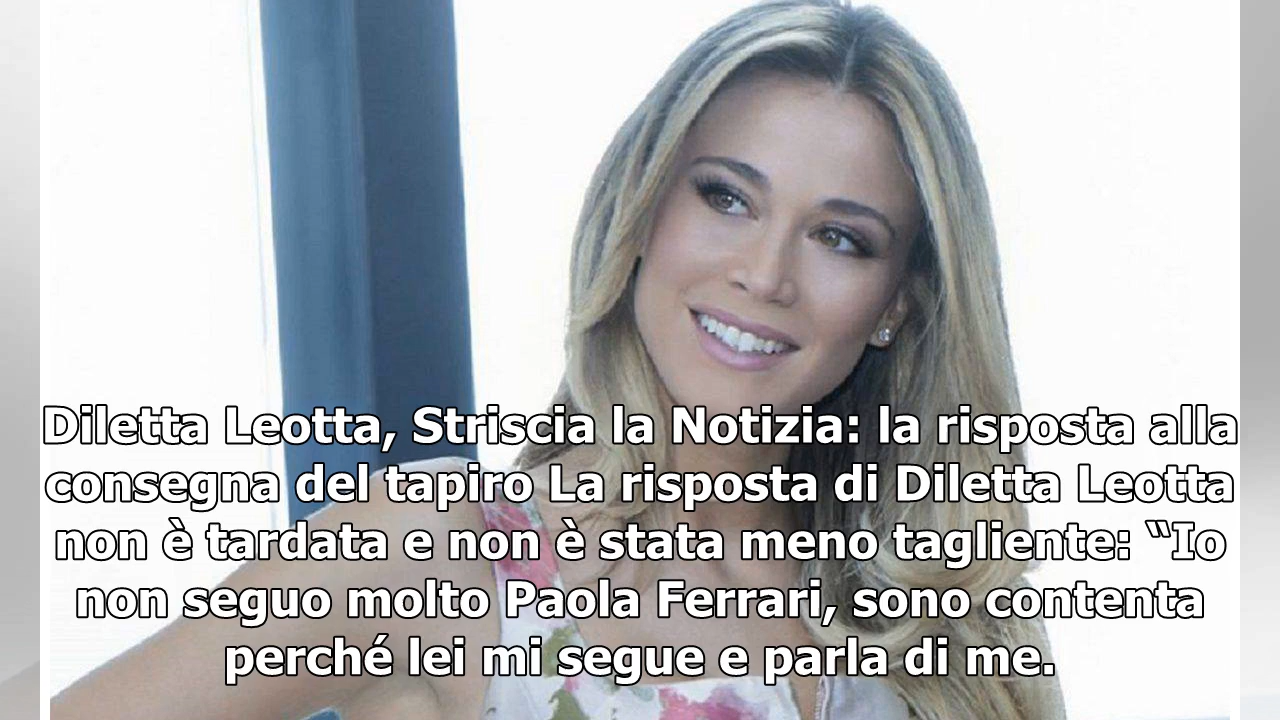 Diletta Leotta, Striscia la Notizia: la risposta alla
consegna del tapiro La risposta di Diletta Leotta
non è tardata e non è stata meno tagliente: “Io
non seguo molto Paola Ferrari, sono contenta
perché lei mi segue e parla di me.